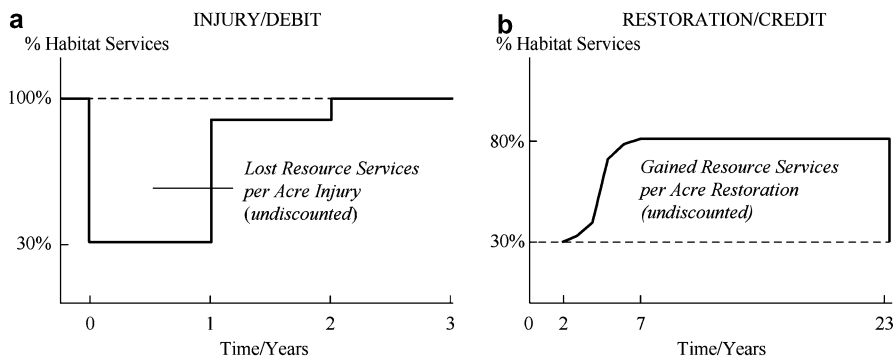 a
INJURY/DEBIT
% Habitat Services
100%
30%
Lost Resource Services
per Acre Injury
(undiscounted)
0 1 2 3
Time/Years
b
RESTORATION/CREDIT
% Habitat Services
80%
30%
Gained Resource Services
per Acre Restoration
(undiscounted)
0 2 7 23
Time/Years